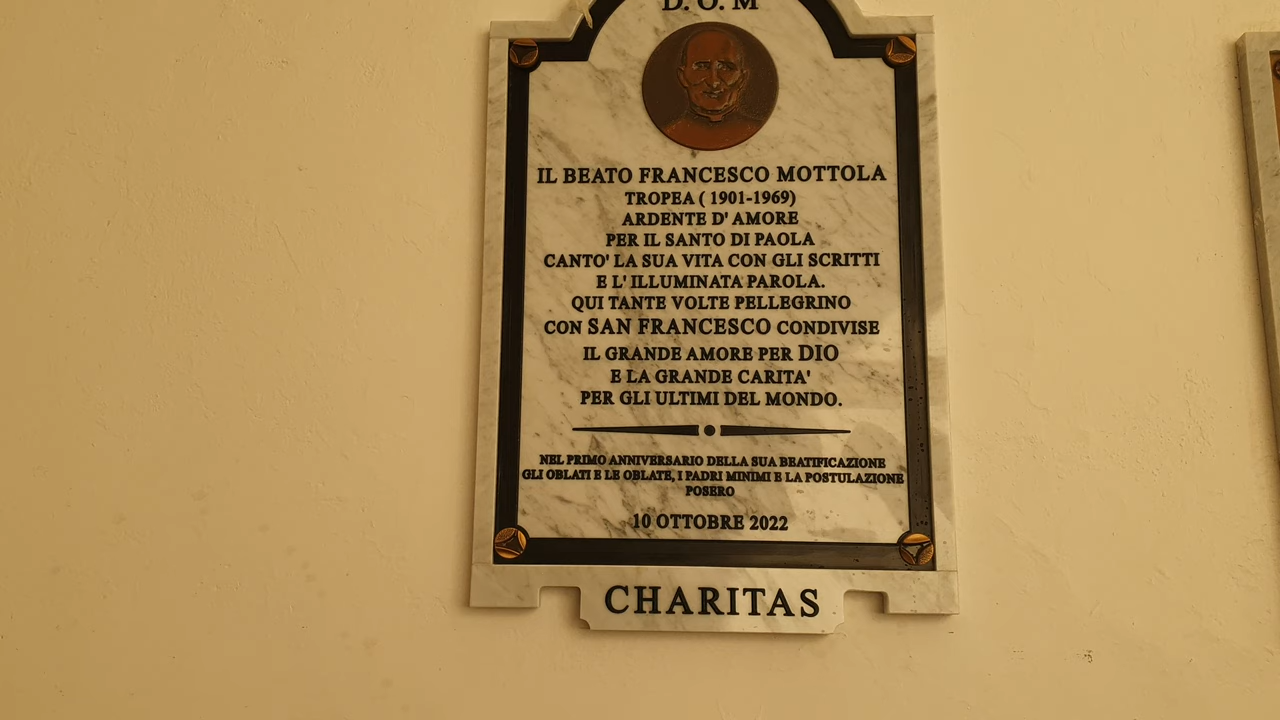 D. O. M
IL BEATO FRANCESCO MOTTOLA
TROPEA ( 1901-1969)
ARDENTE D' AMORE
PER IL SANTO DI PAOLA
CANTO' LA SUA VITA CON GLI SCRITTI
E L' ILLUMINATA PAROLA.
QUI TANTE VOLTE PELLEGRINO
CON SAN FRANCESCO CONDIVISE
IL GRANDE AMORE PER DIO
E LA GRANDE CARITA'
PER GLI ULTIMI DEL MONDO.
NEL PRIMO ANNIVERSARIO DELLA SUA BEATIFICAZIONE
GLI OBLATI E LE OBLATE, I PADRI MINIMI E LA POSTULAZIONE
POSERO
10 OTTOBRE 2022
CHARITAS